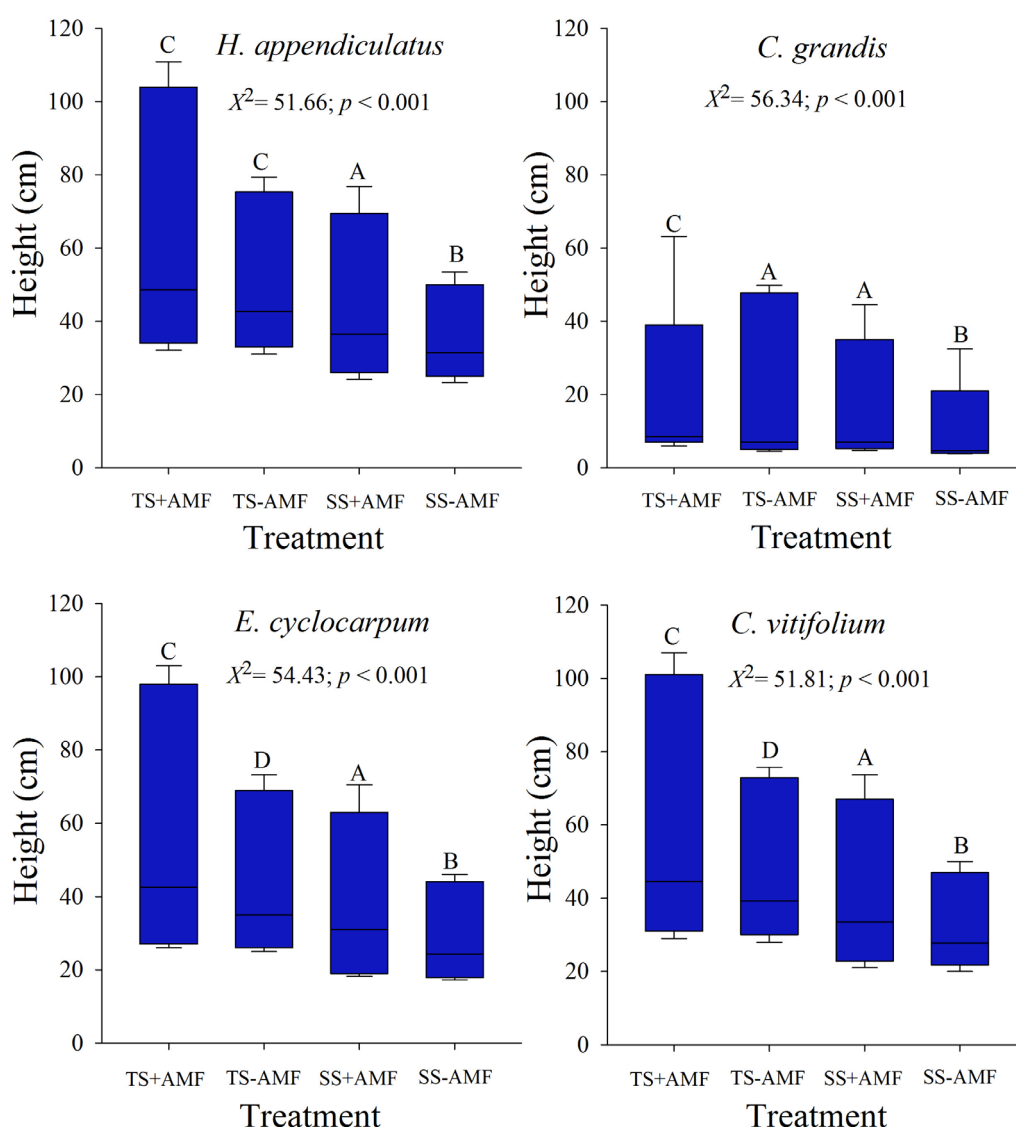 H. appendiculatus
X²= 51.66; p < 0.001
Height (cm)
120
100
80
60
40
20
0
C
C
A
B
TS+AMF TS-AMF SS+AMF SS-AMF
Treatment
C. grandis
X²= 56.34; p < 0.001
Height (cm)
120
100
80
60
40
20
0
C
A
A
B
TS+AMF TS-AMF SS+AMF SS-AMF
Treatment
E. cyclocarpum
X²= 54.43; p < 0.001
Height (cm)
120
100
80
60
40
20
0
C
D
A
B
TS+AMF TS-AMF SS+AMF SS-AMF
Treatment
C. vitifolium
X²= 51.81; p < 0.001
Height (cm)
120
100
80
60
40
20
0
C
D
A
B
TS+AMF TS-AMF SS+AMF SS-AMF
Treatment